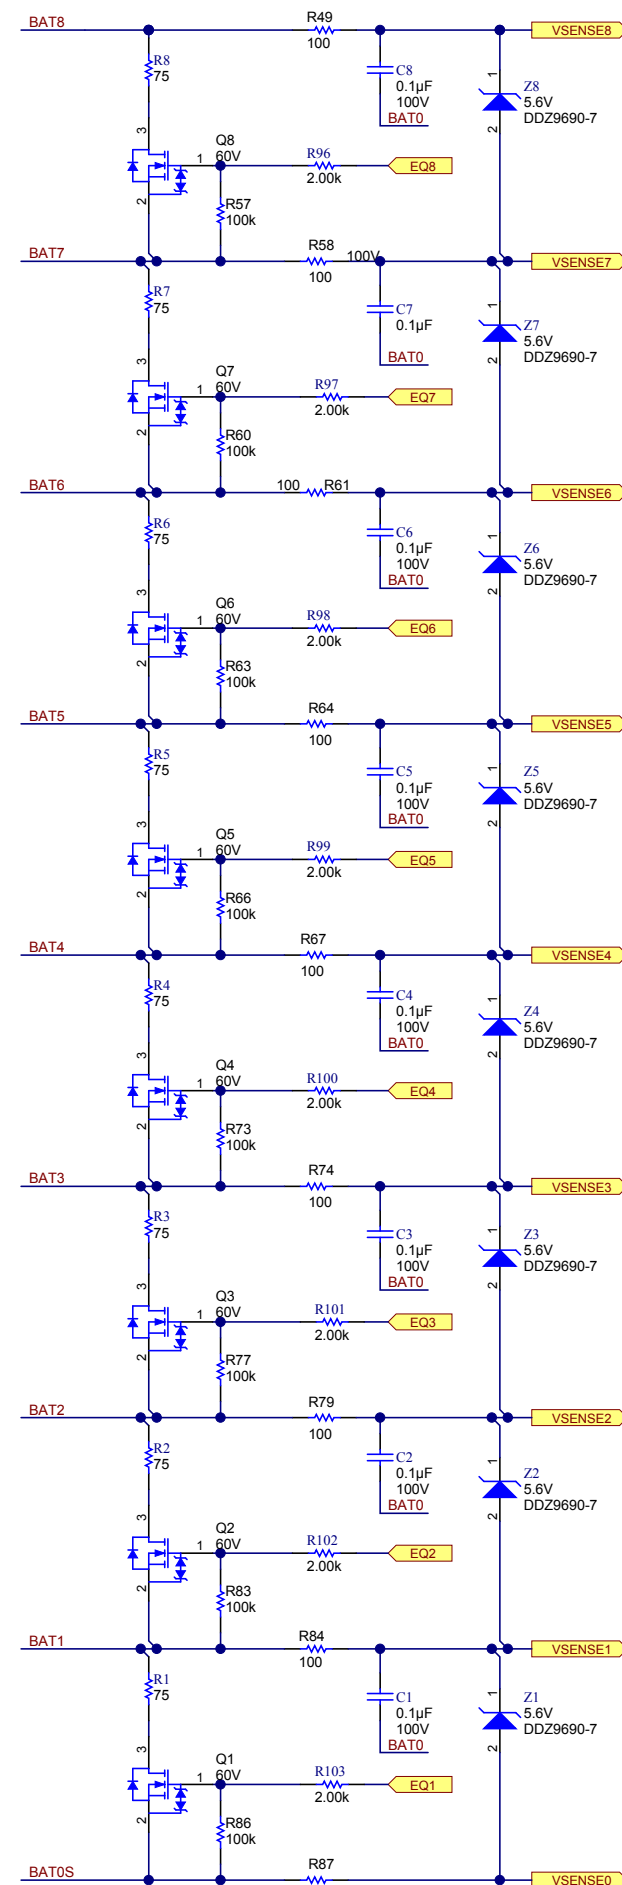 BAT8
R49
100
VSENSE8
R8
75
C8
0.1µF
100V
BAT0
1
Z8
5.6V
DDZ9690-7
2
3
Q8
60V
1
R96
2.00k
EQ8
2
R57
100k
BAT7
R58
100
100V
VSENSE7
R7
75
C7
0.1µF
BAT0
1
Z7
5.6V
DDZ9690-7
2
3
Q7
60V
1
R97
2.00k
EQ7
2
R60
100k
BAT6
100
R61
VSENSE6
R6
75
C6
0.1µF
100V
BAT0
1
Z6
5.6V
DDZ9690-7
2
3
Q6
60V
1
R98
2.00k
EQ6
2
R63
100k
BAT5
R64
100
VSENSE5
R5
75
C5
0.1µF
100V
BAT0
1
Z5
5.6V
DDZ9690-7
2
3
Q5
60V
1
R99
2.00k
EQ5
2
R66
100k
BAT4
R67
100
VSENSE4
R4
75
C4
0.1µF
100V
BAT0
1
Z4
5.6V
DDZ9690-7
2
3
Q4
60V
1
R100
2.00k
EQ4
2
R73
100k
BAT3
R74
100
VSENSE3
R3
75
C3
0.1µF
100V
BAT0
1
Z3
5.6V
DDZ9690-7
2
3
Q3
60V
1
R101
2.00k
EQ3
2
R77
100k
BAT2
R79
100
VSENSE2
R2
75
C2
0.1µF
100V
BAT0
1
Z2
5.6V
DDZ9690-7
2
3
Q2
60V
1
R102
2.00k
EQ2
2
R83
100k
BAT1
R84
100
VSENSE1
R1
75
C1
0.1µF
100V
BAT0
1
Z1
5.6V
DDZ9690-7
2
3
Q1
60V
1
R103
2.00k
EQ1
2
R86
100k
BAT0S
R87
VSENSE0